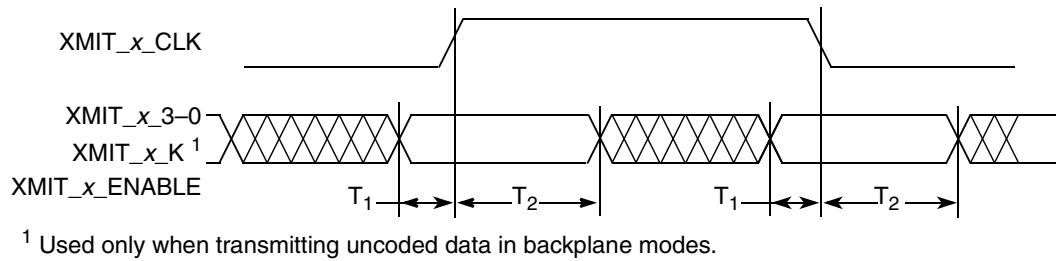 XMIT_x_CLK
XMIT_x_3–0
XMIT_x_K 1
XMIT_x_ENABLE
T1 T2 T1 T2
1 Used only when transmitting uncoded data in backplane modes.